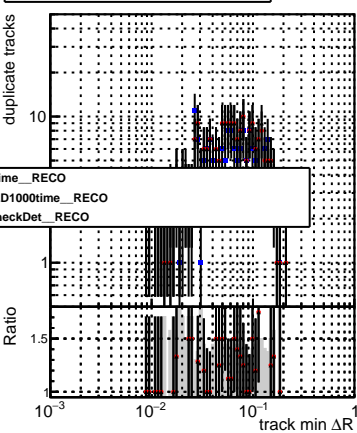 duplicate tracks
10
time__RECO
D1000time__RECO
heckDet__RECO
1
Ratio
1.5
1
10−3
10−2
10−1
1
track min ΔR